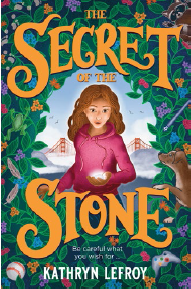 THE
SECRET
OF THE
STONE
Be careful what
you wish for...
KATHRYN LEFROY